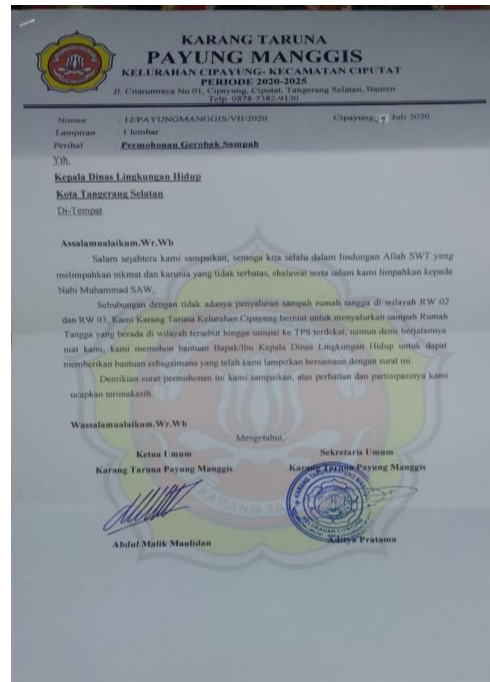 KARANG TARUNA
PAYUNG MANGGIS
KELURAHAN CIPAYUNG- KECAMATAN CIPUTAT
PERIODE 2020-2025
Jl. Citarumraya No 01, Cipayung, Ciputat, Tangerang Selatan, Banten
Telp. 0878-7382-9130
Nomor : 12/PAYUNGMANGGIS/VII/2020 Cipayung, Juli 2020
Lampiran : 1 lembar
Perihal : Permohonan Gerobak Sampah
Yth.
Kepala Dinas Lingkungan Hidup
Kota Tangerang Selatan
Di-Tempat
Assalamualaikum.Wr.Wb
Salam sejahtera kami sampaikan, semoga kita selalu dalam lindungan Allah SWT yang
melimpahkan nikmat dan karunia yang tidak terbatas, shalawat serta salam kami limpahkan kepada
Nabi Muhammad SAW,
Sehubungan dengan tidak adanya penyaluran sampah rumah tangga di wilayah RW 02
dan RW 03, Kami Karang Taruna Kelurahan Cipayung berniat untuk menyalurkan sampah Rumah
Tangga yang berada di wilayah tersebut hingga sampai ke TPS terdekat, namun demi berjalannya
niat kami, kami memohon bantuan Bapak/Ibu Kepala Dinas Lingkungan Hidup untuk dapat
memberikan bantuan sebagaimana yang telah kami lampirkan bersamaan dengan surat ini.
Demikian surat permohonan ini kami sampaikan, atas perhatian dan partisipasinya kami
ucapkan terimakasih.
Wassalamualaikum.Wr.Wb
Mengetahui,
Ketua Umum Sekretaris Umum
Karang Taruna Payung Manggis Karang Taruna Payung Manggis
KARANG TARUNA
KELURAHAN CIPAYUNG
Abdul Malik Maulidan Aditya Pratama